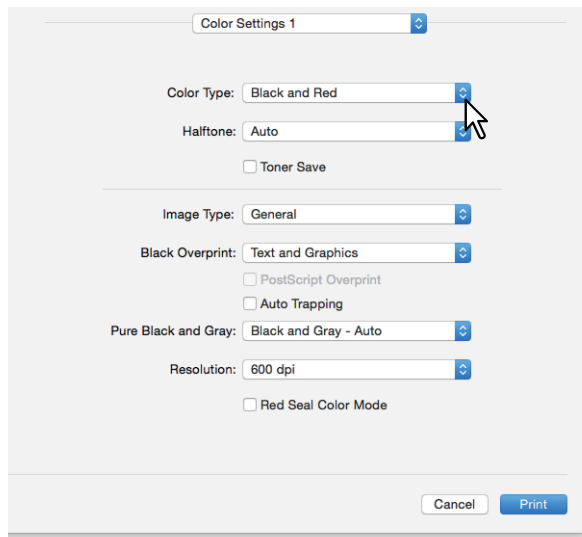 Color Settings 1
Color Type: Black and Red
Halftone: Auto
Toner Save
Image Type: General
Black Overprint: Text and Graphics
PostScript Overprint
Auto Trapping
Pure Black and Gray: Black and Gray - Auto
Resolution: 600 dpi
Red Seal Color Mode
Cancel Print